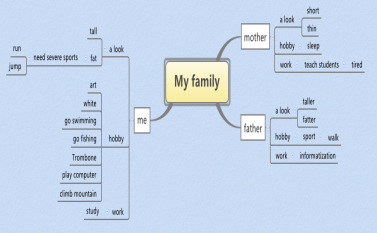 My family
mother
a look
short
thin
hobby
sleep
work
teach students
tired
father
a look
taller
fatter
hobby
sport
walk
work
informatization
me
a look
tall
fat
need severe sports
run
jump
hobby
art
white
go swimming
go fishing
Trombone
play computer
climb mountain
work
study